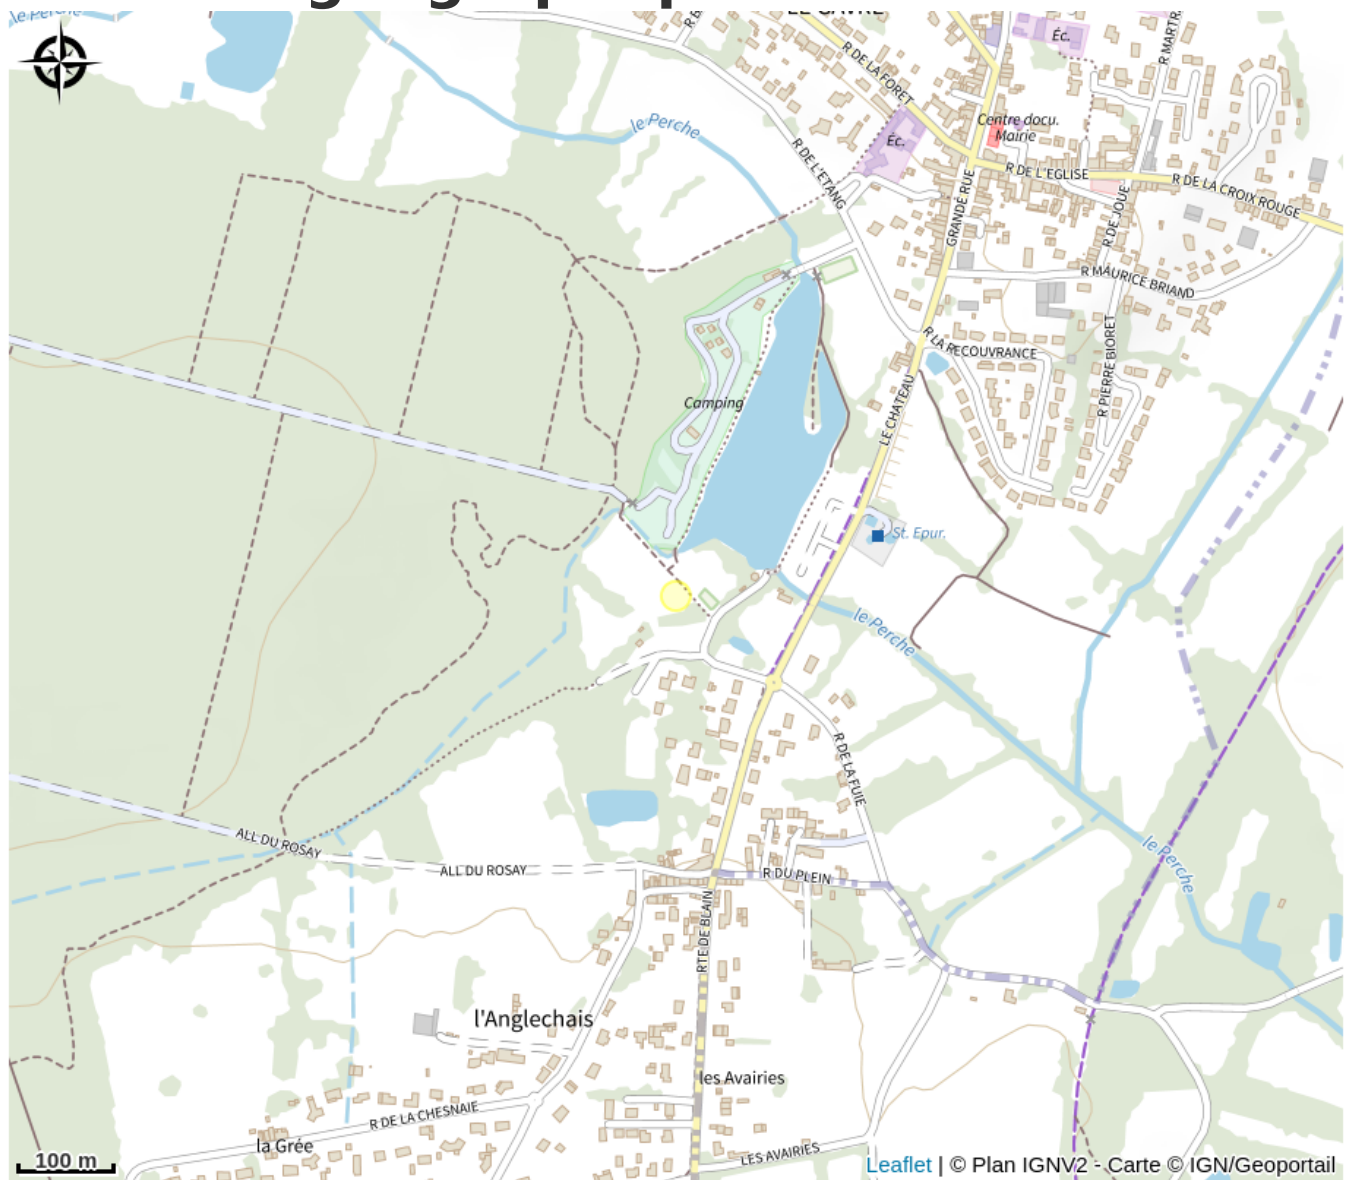 le Perche
R DE LA FORET
Éc.
R MARTR
le Perche
Centre docu.
Mairie
Éc.
R DE L'ETANG
R DE L'EGLISE
R DE LA CROIX ROUGE
GRANDE RUE
R DE JOUE
R MAURICE BRIAND
R LA RECOUVRANCE
R PIERRE BIORET
Camping
LE CHATEAU
St. Epur.
le Perche
R DE LA FUIE
ALL DU ROSAY
ALL DU ROSAY
R DU PLEIN
le Perche
RTE DE BLAIN
l'Anglechais
les Avairies
R DE LA CHESNAIE
la Grée
LES AVAIRIES
100 m
Leaflet | © Plan IGNV2 - Carte © IGN/Geoportail